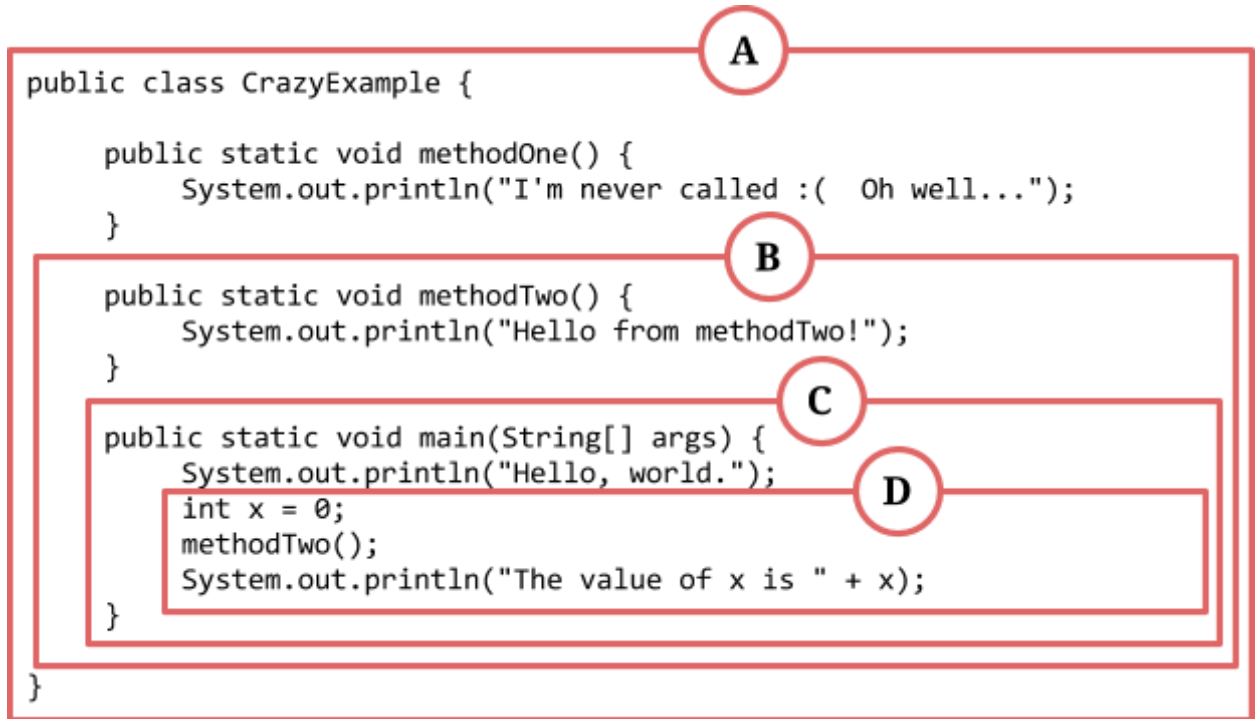 A
public class CrazyExample {
public static void methodOne() {
System.out.println("I'm never called :(  Oh well...");
}
B
public static void methodTwo() {
System.out.println("Hello from methodTwo!");
}
C
public static void main(String[] args) {
System.out.println("Hello, world.");
D
int x = 0;
methodTwo();
System.out.println("The value of x is " + x);
}
}